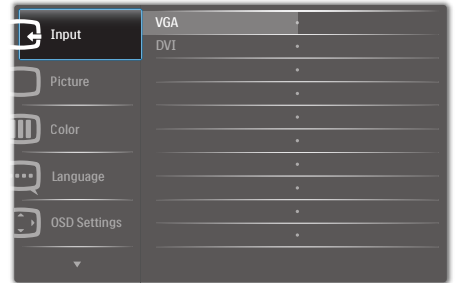 Input
Picture
Color
Language
OSD Settings
VGA
DVI